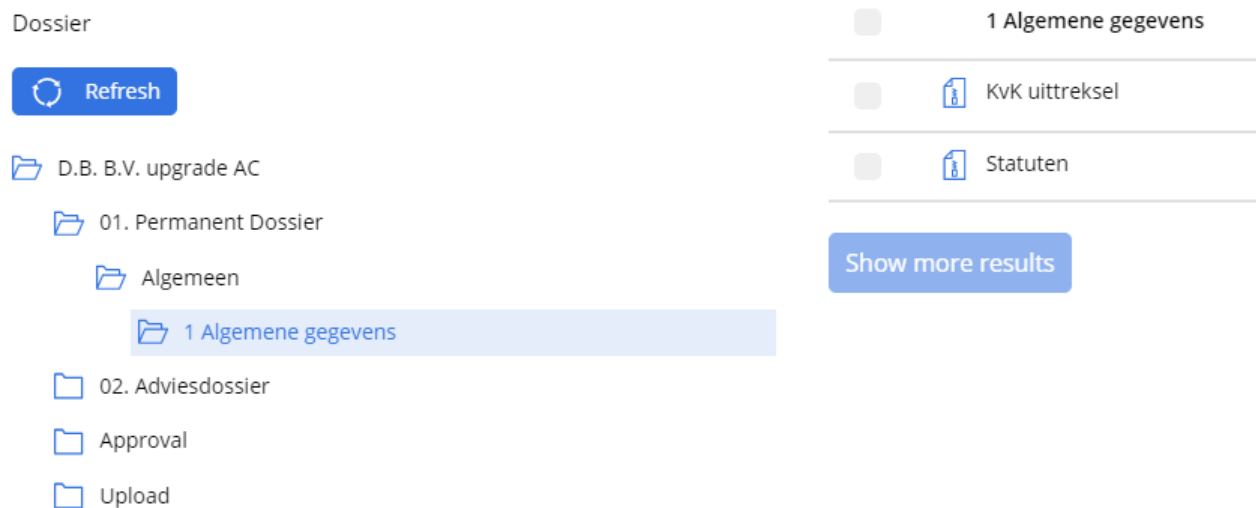 Dossier
Refresh
D.B. B.V. upgrade AC
01. Permanent Dossier
Algemeen
1 Algemene gegevens
02. Adviesdossier
Approval
Upload
1 Algemene gegevens
KvK uittreksel
Statuten
Show more results